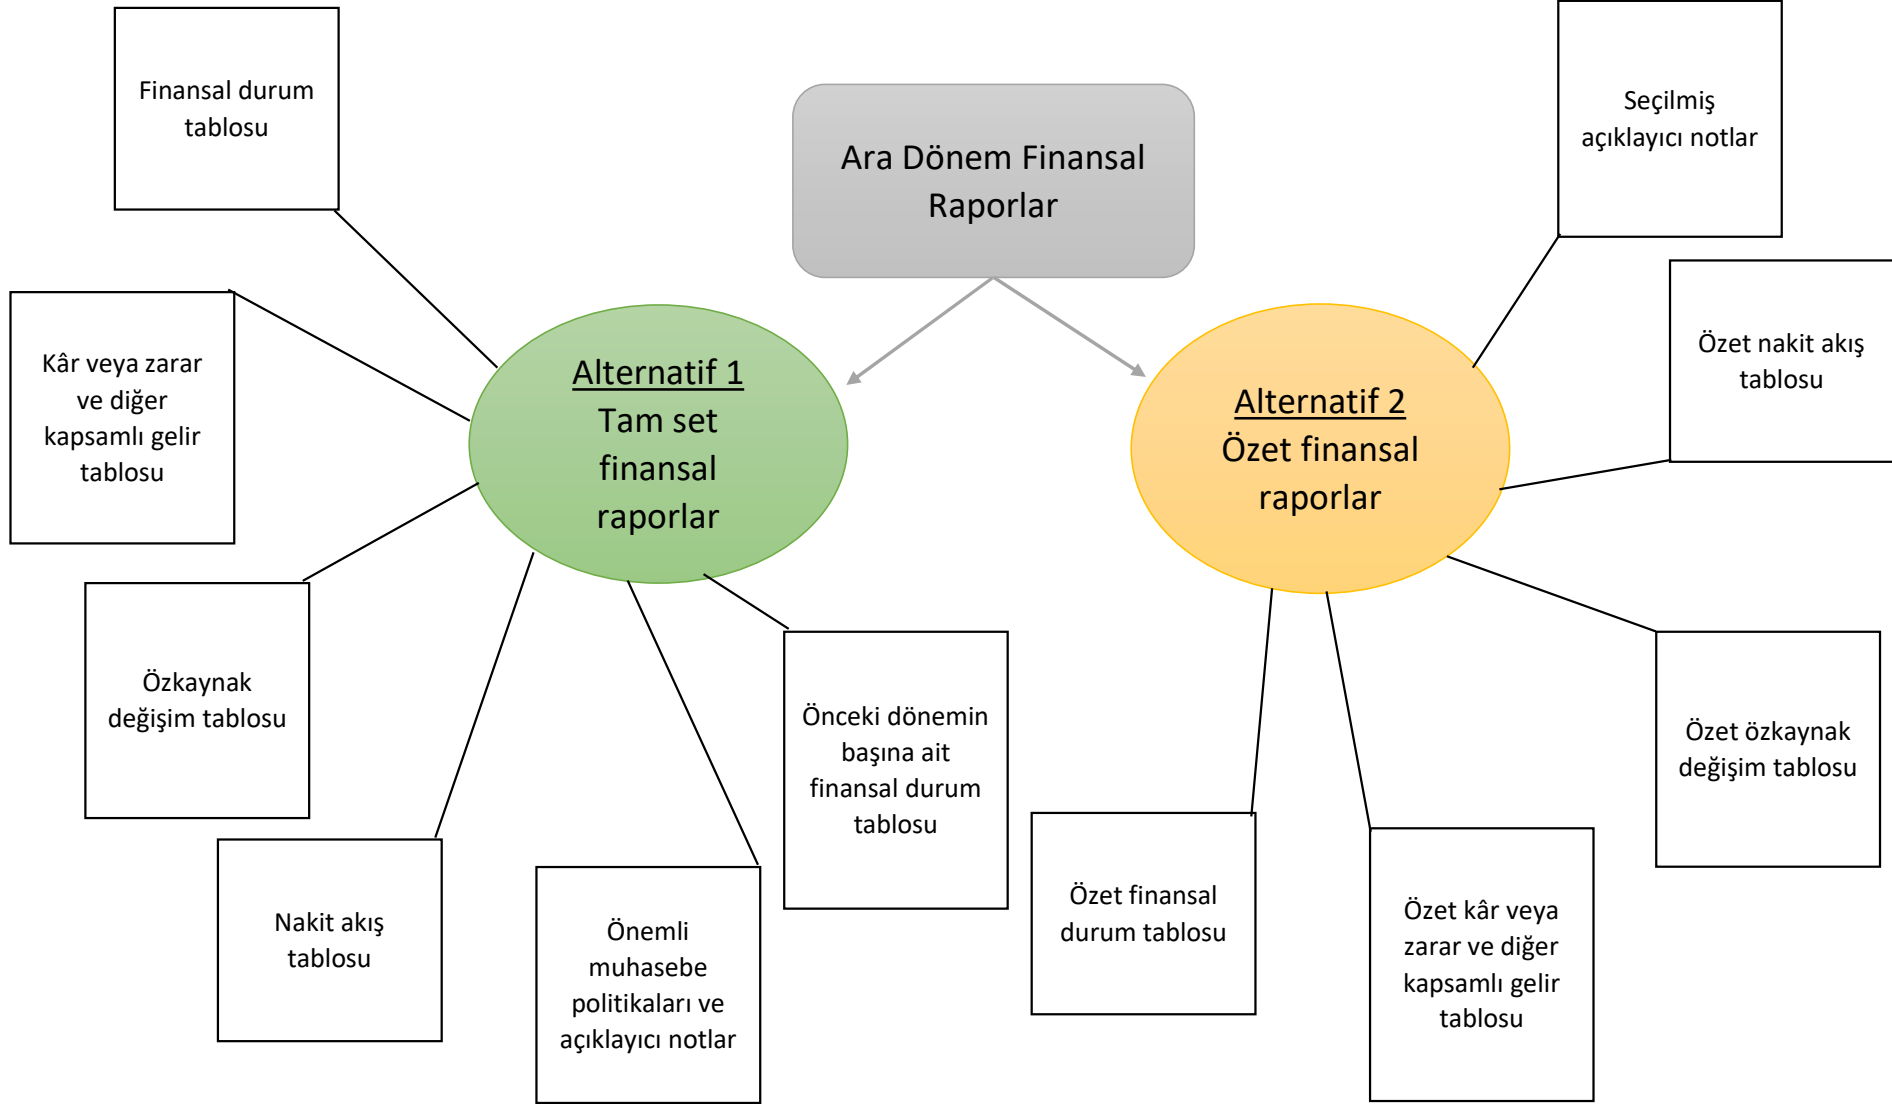 Ara Dönem Finansal
Raporlar
Alternatif 1
Tam set
finansal
raporlar
Finansal durum
tablosu
Kâr veya zarar
ve diğer
kapsamlı gelir
tablosu
Özkaynak
değişim tablosu
Nakit akış
tablosu
Önemli
muhasebe
politikaları ve
açıklayıcı notlar
Önceki dönemin
başına ait
finansal durum
tablosu
Alternatif 2
Özet finansal
raporlar
Seçilmiş
açıklayıcı notlar
Özet nakit akış
tablosu
Özet özkaynak
değişim tablosu
Özet kâr veya
zarar ve diğer
kapsamlı gelir
tablosu
Özet finansal
durum tablosu